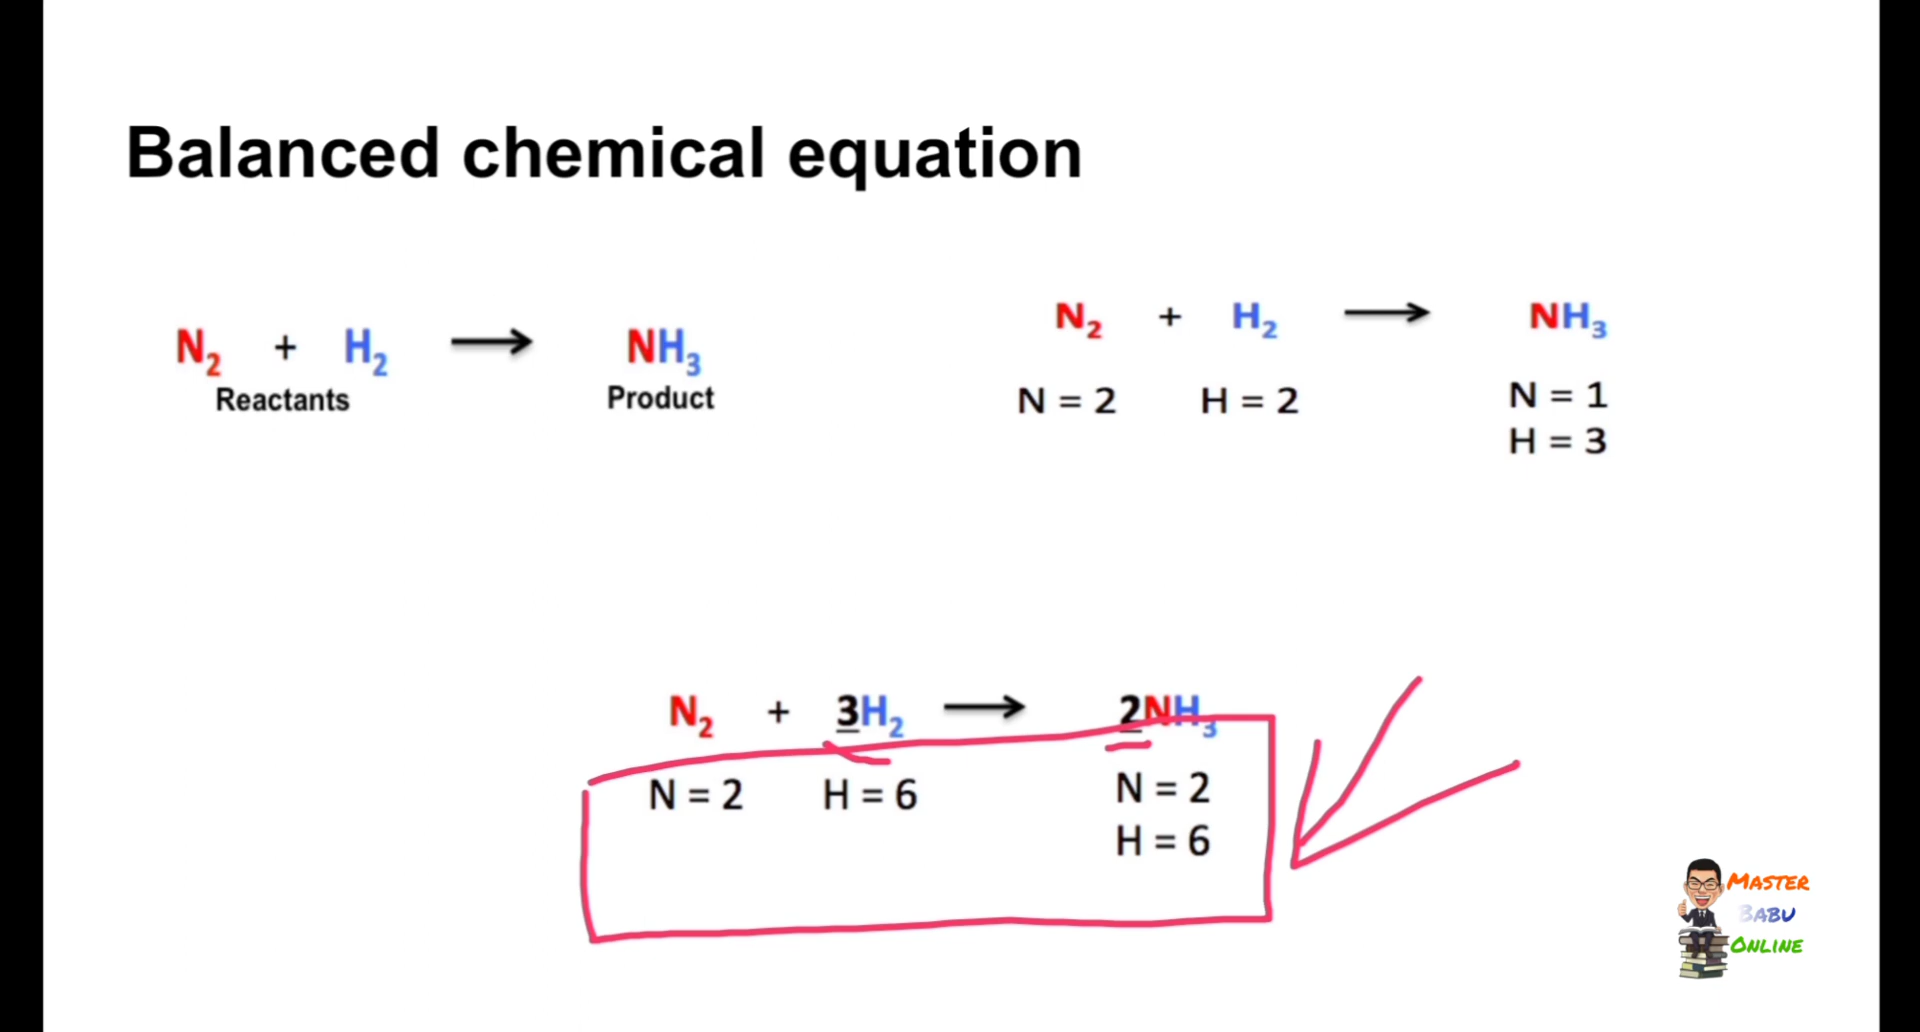 Balanced chemical equation
N₂ + H₂ ⟶ NH₃
Reactants Product
N₂ + H₂ ⟶ NH₃
N = 2 H = 2 N = 1
H = 3
N₂ + 3H₂ ⟶ 2NH₃
N = 2 H = 6 N = 2
H = 6
MASTER
BABU
ONLINE